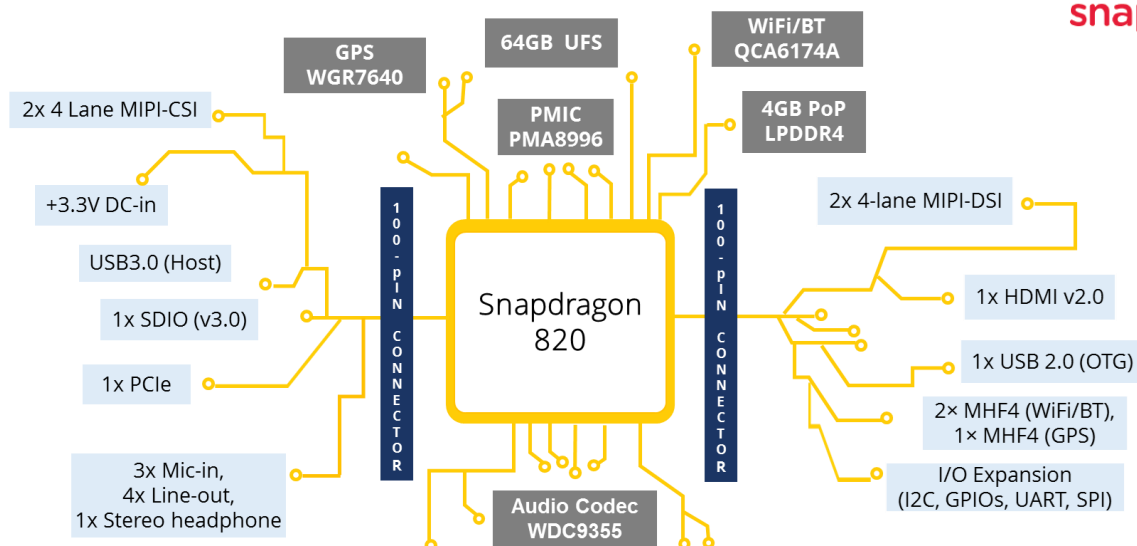 snap
GPS
WGR7640
64GB UFS
WiFi/BT
QCA6174A
PMIC
PMA8996
4GB PoP
LPDDR4
2x 4 Lane MIPI-CSI
+3.3V DC-in
USB3.0 (Host)
1x SDIO (v3.0)
1x PCIe
3x Mic-in,
4x Line-out,
1x Stereo headphone
100-pIN CONNECTOR
Snapdragon
820
100-pIN CONNECTOR
Audio Codec
WDC9355
2x 4-lane MIPI-DSI
1x HDMI v2.0
1x USB 2.0 (OTG)
2× MHF4 (WiFi/BT),
1× MHF4 (GPS)
I/O Expansion
(I2C, GPIOs, UART, SPI)